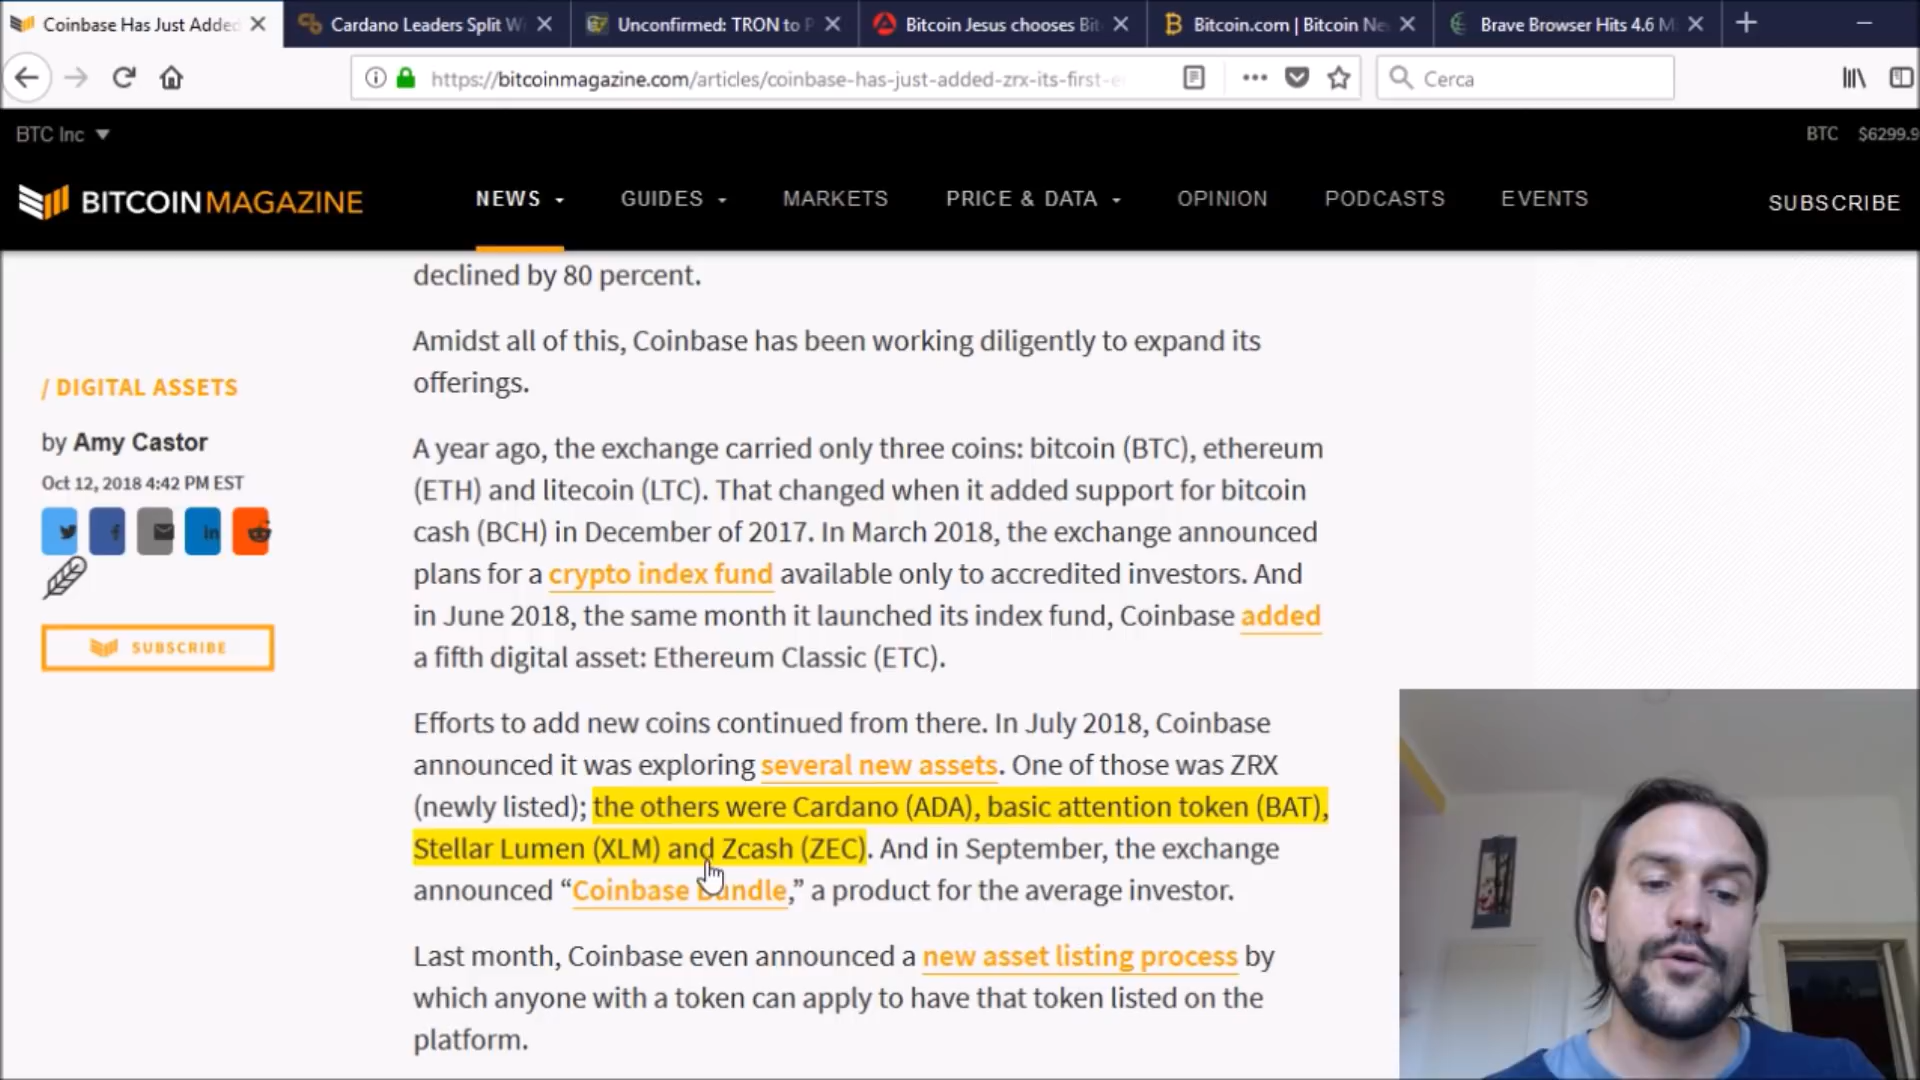 Coinbase Has Just Added
Cardano Leaders Split W
Unconfirmed: TRON to P
Bitcoin Jesus chooses Bit
Bitcoin.com | Bitcoin Ne
Brave Browser Hits 4.6 M
https://bitcoinmagazine.com/articles/coinbase-has-just-added-zrx-its-first-e
Cerca
BTC Inc
BTC $6299.9
BITCOINMAGAZINE
NEWS GUIDES MARKETS PRICE & DATA OPINION PODCASTS EVENTS
SUBSCRIBE
/ DIGITAL ASSETS
by Amy Castor
Oct 12, 2018 4:42 PM EST
SUBSCRIBE
declined by 80 percent.
Amidst all of this, Coinbase has been working diligently to expand its
offerings.
A year ago, the exchange carried only three coins: bitcoin (BTC), ethereum
(ETH) and litecoin (LTC). That changed when it added support for bitcoin
cash (BCH) in December of 2017. In March 2018, the exchange announced
plans for a crypto index fund available only to accredited investors. And
in June 2018, the same month it launched its index fund, Coinbase added
a fifth digital asset: Ethereum Classic (ETC).
Efforts to add new coins continued from there. In July 2018, Coinbase
announced it was exploring several new assets. One of those was ZRX
(newly listed); the others were Cardano (ADA), basic attention token (BAT),
Stellar Lumen (XLM) and Zcash (ZEC). And in September, the exchange
announced “Coinbase Bundle,” a product for the average investor.
Last month, Coinbase even announced a new asset listing process by
which anyone with a token can apply to have that token listed on the
platform.